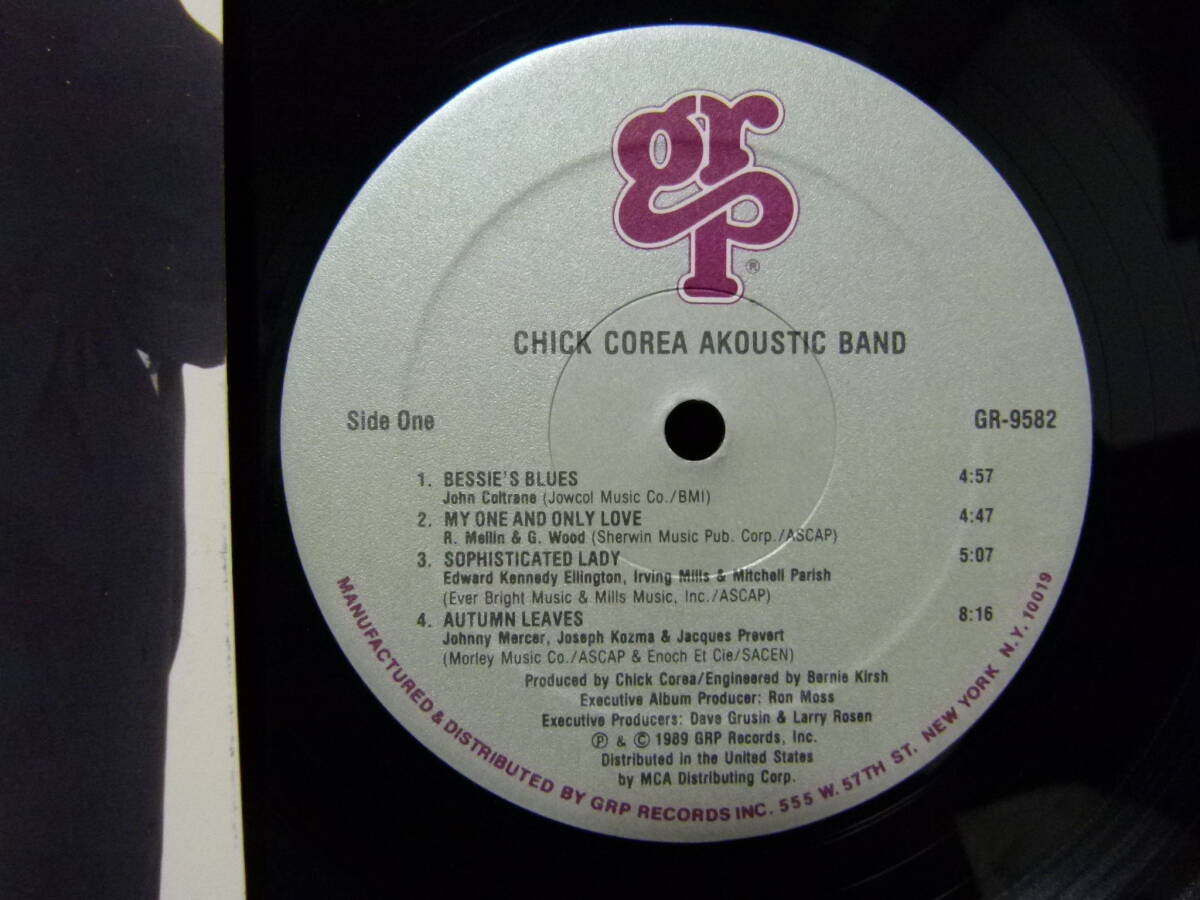 grp
®
CHICK COREA AKOUSTIC BAND
Side One
GR-9582
1. BESSIE'S BLUES 4:57
John Coltrane (Jowcol Music Co./BMI)
2. MY ONE AND ONLY LOVE 4:47
R. Mellin & G. Wood (Sherwin Music Pub. Corp./ASCAP)
3. SOPHISTICATED LADY 5:07
Edward Kennedy Ellington, Irving Mills & Mitchell Parish
(Ever Bright Music & Mills Music, Inc./ASCAP)
4. AUTUMN LEAVES 8:16
Johnny Mercer, Joseph Kozma & Jacques Prevert
(Morley Music Co./ASCAP & Enoch Et Cie/SACEN)
Produced by Chick Corea/Engineered by Bernie Kirsh
Executive Album Producer: Ron Moss
Executive Producers: Dave Grusin & Larry Rosen
℗ & © 1989 GRP Records, Inc.
Distributed in the United States
by MCA Distributing Corp.
MANUFACTURED & DISTRIBUTED BY GRP RECORDS INC. 555 W. 57TH ST. NEW YORK N.Y. 10019